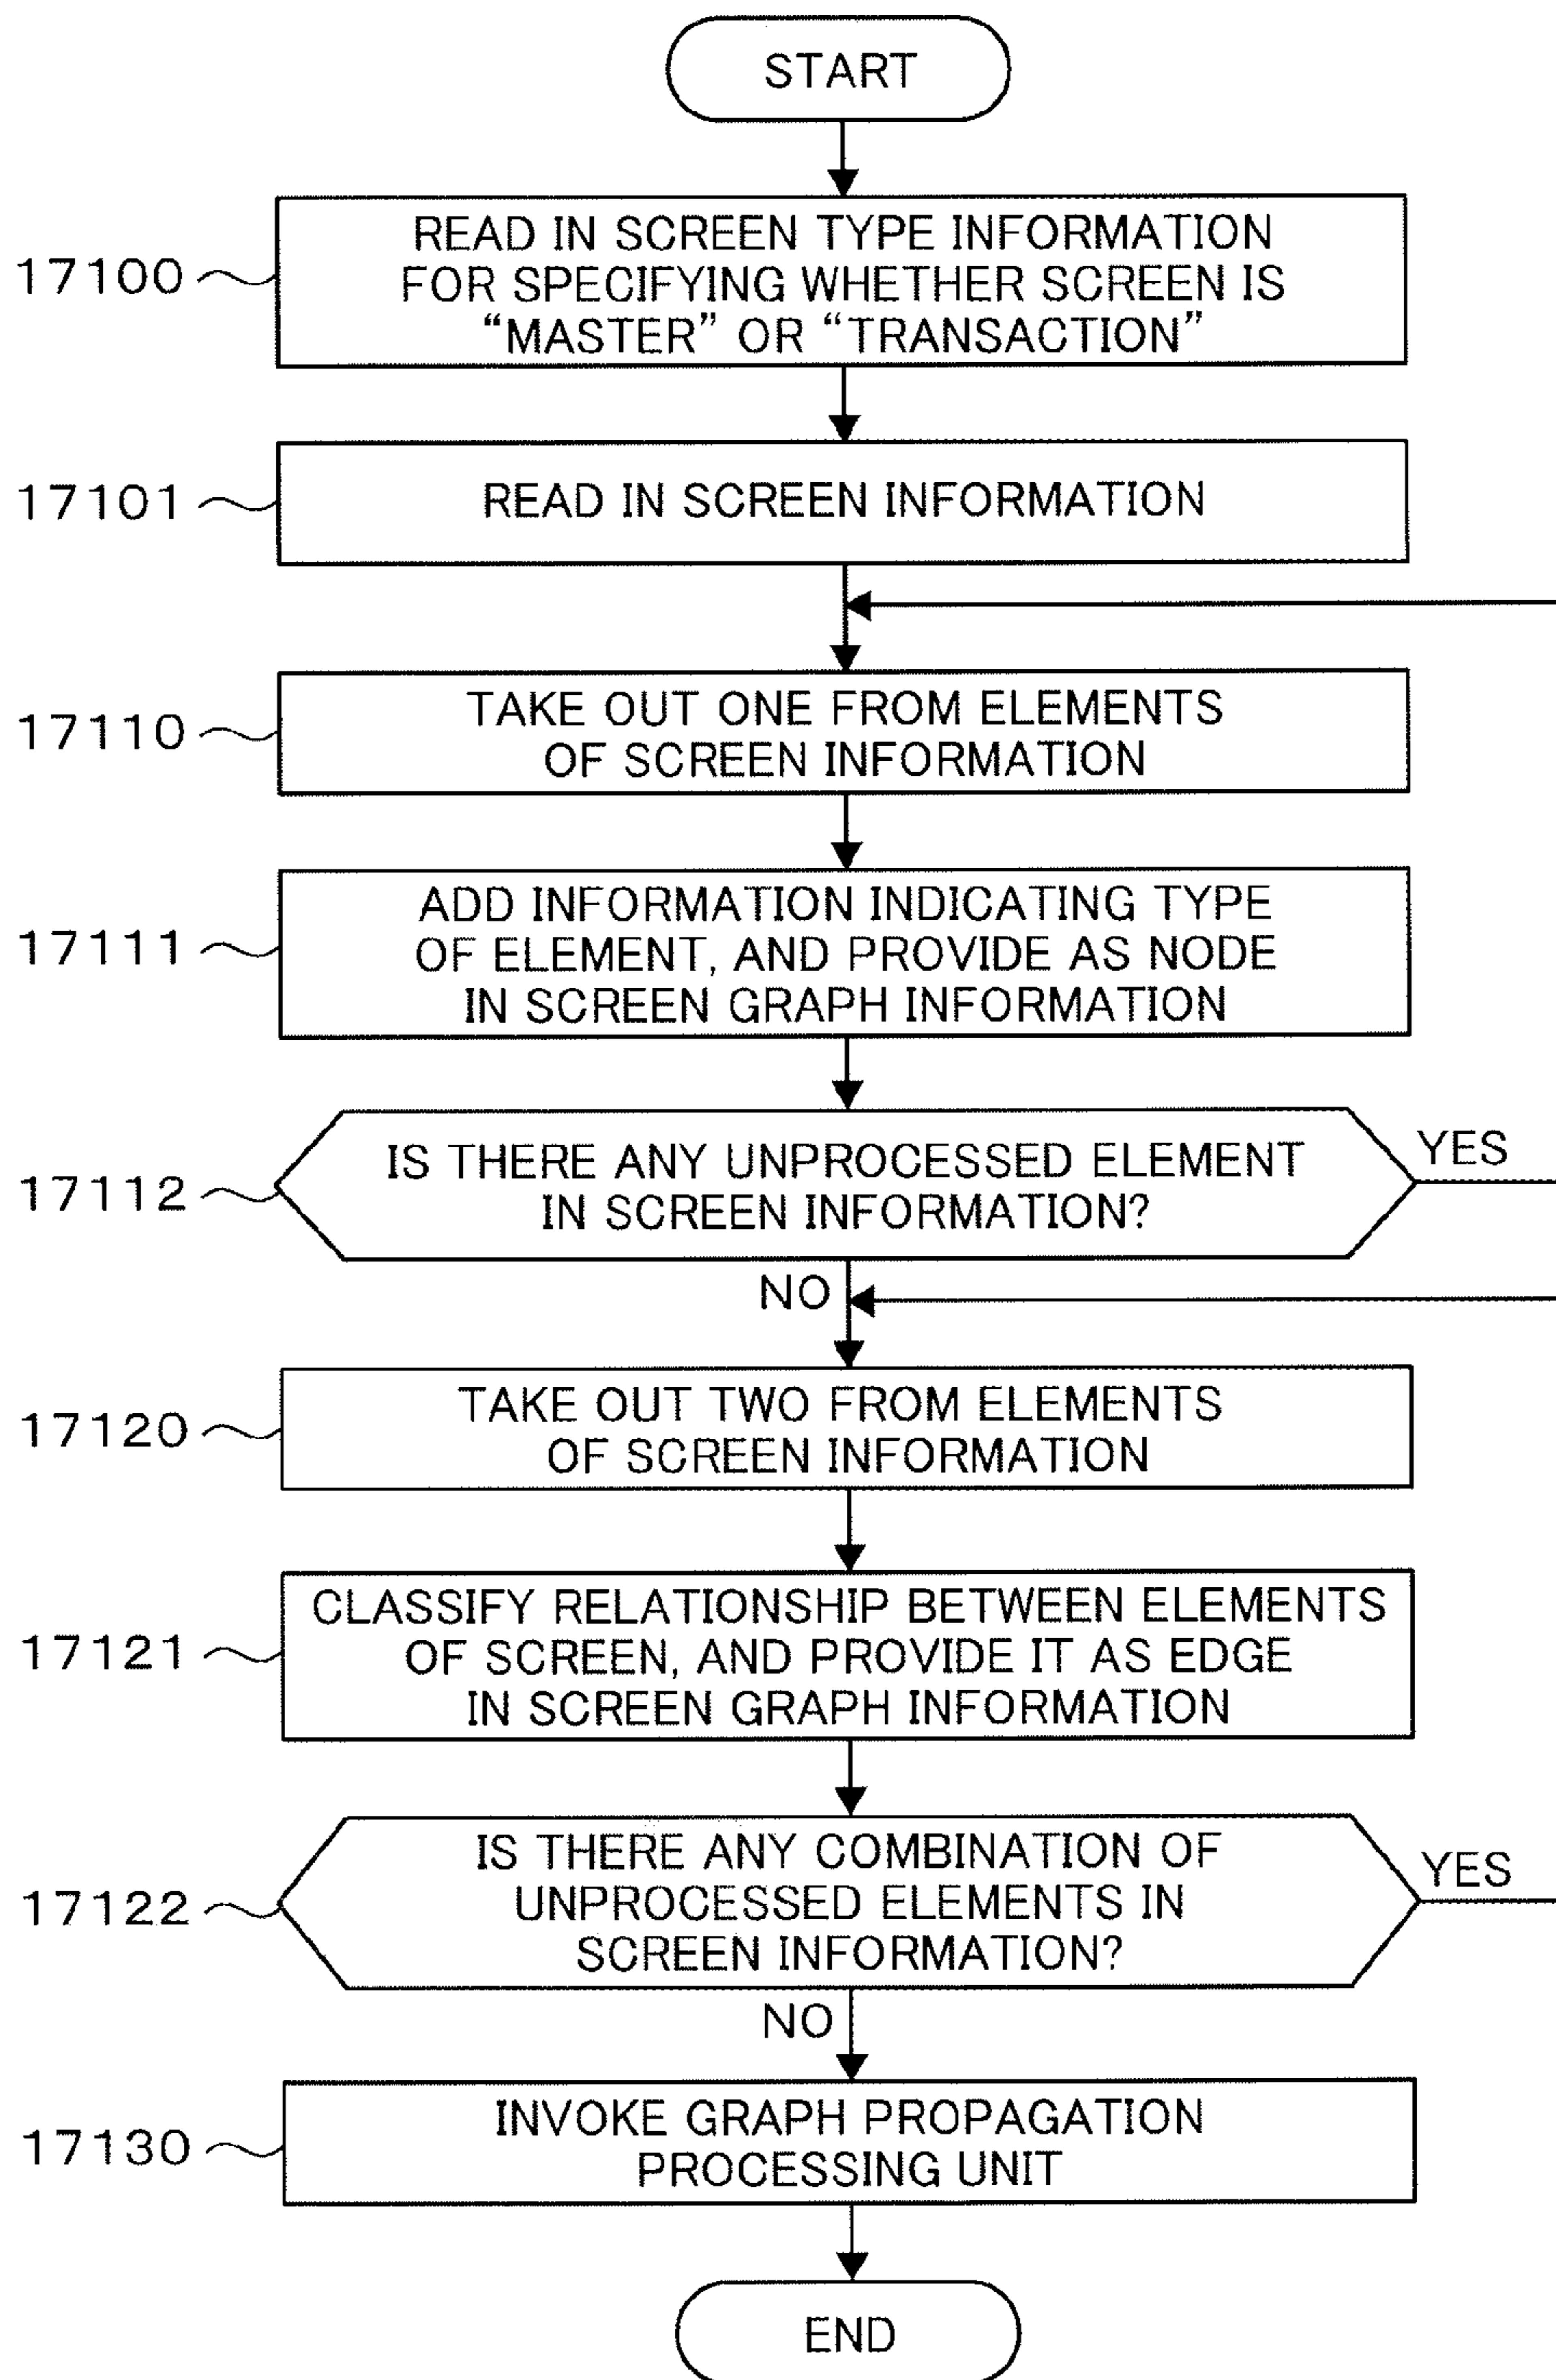 START
17100
READ IN SCREEN TYPE INFORMATION
FOR SPECIFYING WHETHER SCREEN IS
“MASTER” OR “TRANSACTION”
17101
READ IN SCREEN INFORMATION
17110
TAKE OUT ONE FROM ELEMENTS
OF SCREEN INFORMATION
17111
ADD INFORMATION INDICATING TYPE
OF ELEMENT, AND PROVIDE AS NODE
IN SCREEN GRAPH INFORMATION
17112
IS THERE ANY UNPROCESSED ELEMENT
IN SCREEN INFORMATION?
YES
NO
17120
TAKE OUT TWO FROM ELEMENTS
OF SCREEN INFORMATION
17121
CLASSIFY RELATIONSHIP BETWEEN ELEMENTS
OF SCREEN, AND PROVIDE IT AS EDGE
IN SCREEN GRAPH INFORMATION
17122
IS THERE ANY COMBINATION OF
UNPROCESSED ELEMENTS IN
SCREEN INFORMATION?
YES
NO
17130
INVOKE GRAPH PROPAGATION
PROCESSING UNIT
END